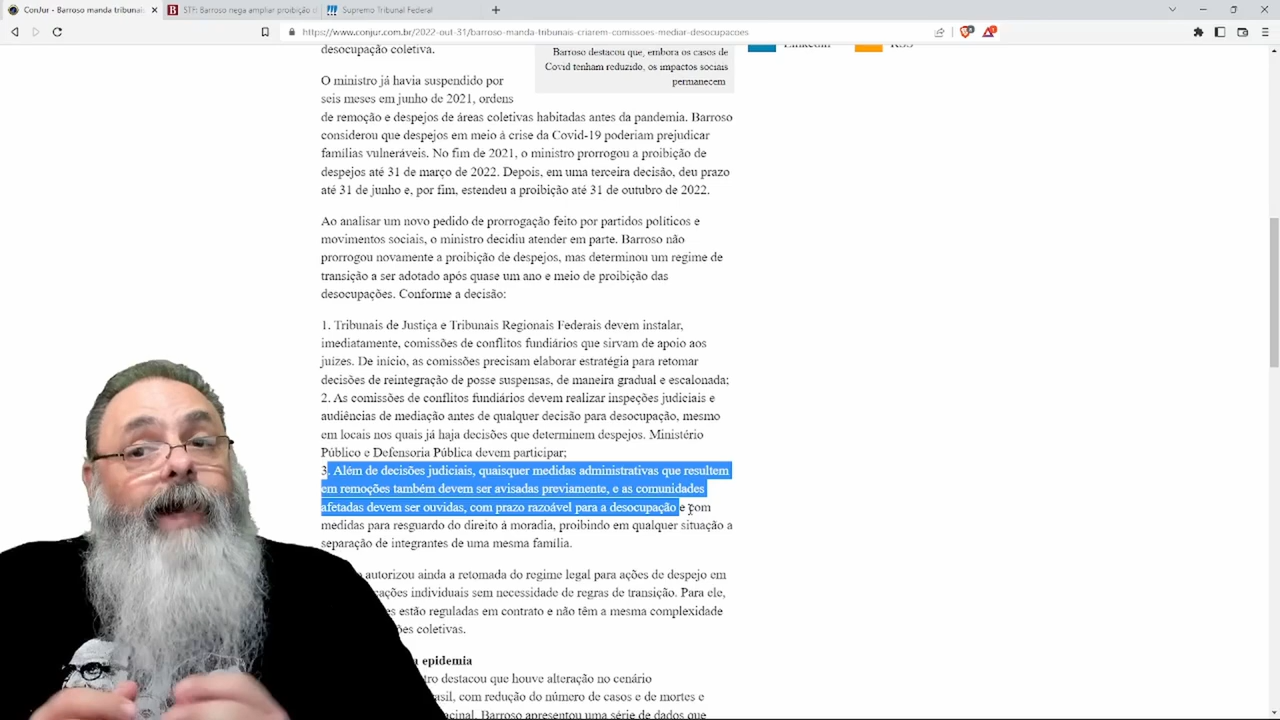 ConJur - Barroso manda tribunais
STF: Barroso nega ampliar proibição d
Supremo Tribunal Federal
www.conjur.com.br/2022-out-31/barroso-manda-tribunais-criarem-comissoes-mediar-desocupacoes
desocupação coletiva.
Barroso destacou que, embora os casos de
Covid tenham reduzido, os impactos sociais
permanecem
LinkedIn
RSS
O ministro já havia suspendido por
seis meses em junho de 2021, ordens
de remoção e despejos de áreas coletivas habitadas antes da pandemia. Barroso
considerou que despejos em meio à crise da Covid-19 poderiam prejudicar
famílias vulneráveis. No fim de 2021, o ministro prorrogou a proibição de
despejos até 31 de março de 2022. Depois, em uma terceira decisão, deu prazo
até 31 de junho e, por fim, estendeu a proibição até 31 de outubro de 2022.
Ao analisar um novo pedido de prorrogação feito por partidos políticos e
movimentos sociais, o ministro decidiu atender em parte. Barroso não
prorrogou novamente a proibição de despejos, mas determinou um regime de
transição a ser adotado após quase um ano e meio de proibição das
desocupações. Conforme a decisão:
1. Tribunais de Justiça e Tribunais Regionais Federais devem instalar,
imediatamente, comissões de conflitos fundiários que sirvam de apoio aos
juízes. De início, as comissões precisam elaborar estratégia para retomar
decisões de reintegração de posse suspensas, de maneira gradual e escalonada;
2. As comissões de conflitos fundiários devem realizar inspeções judiciais e
audiências de mediação antes de qualquer decisão para desocupação, mesmo
em locais nos quais já haja decisões que determinem despejos. Ministério
Público e Defensoria Pública devem participar;
3. Além de decisões judiciais, quaisquer medidas administrativas que resultem
em remoções também devem ser avisadas previamente, e as comunidades
afetadas devem ser ouvidas, com prazo razoável para a desocupação e com
medidas para resguardo do direito à moradia, proibindo em qualquer situação a
separação de integrantes de uma mesma família.
autorizou ainda a retomada do regime legal para ações de despejo em
individuais sem necessidade de regras de transição. Para ele,
estão reguladas em contrato e não têm a mesma complexidade
coletivas.
epidemia
destacou que houve alteração no cenário
com redução do número de casos e de mortes e
Barroso apresentou uma série de dados que